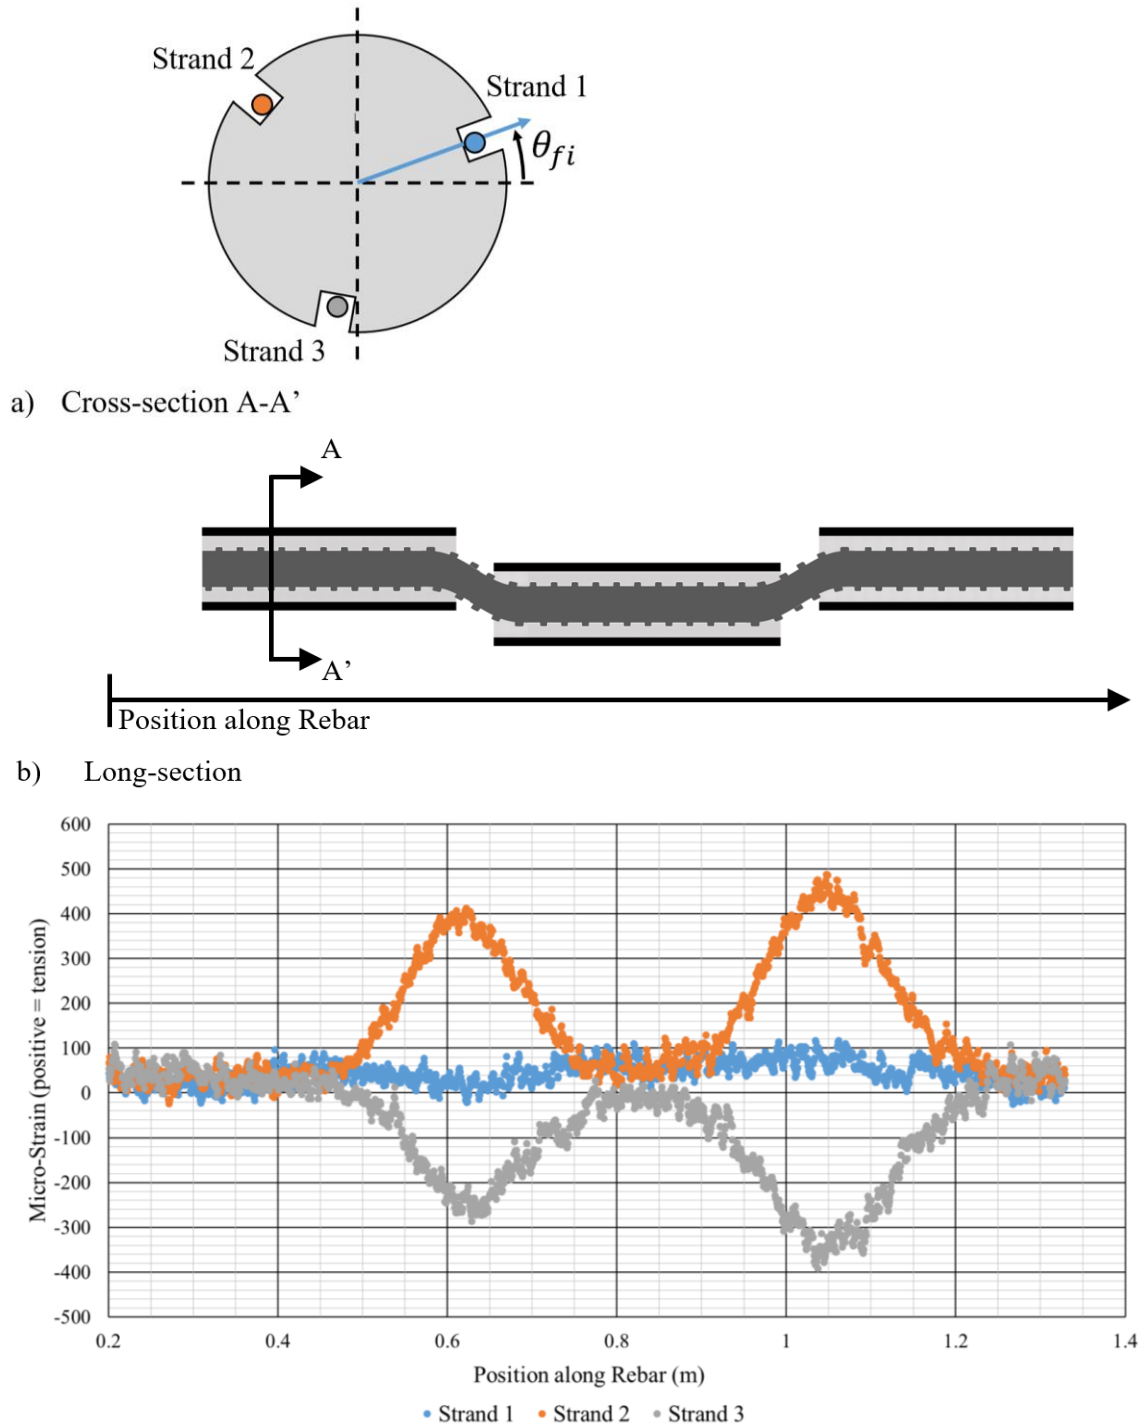 Strand 2
Strand 1
θfi
Strand 3
a) Cross-section A-A’
A
A’
Position along Rebar
b) Long-section
600
500
400
300
200
100
0
-100
-200
-300
-400
-500
Micro-Strain (positive = tension)
0.2 0.4 0.6 0.8 1 1.2 1.4
Position along Rebar (m)
Strand 1 Strand 2 Strand 3